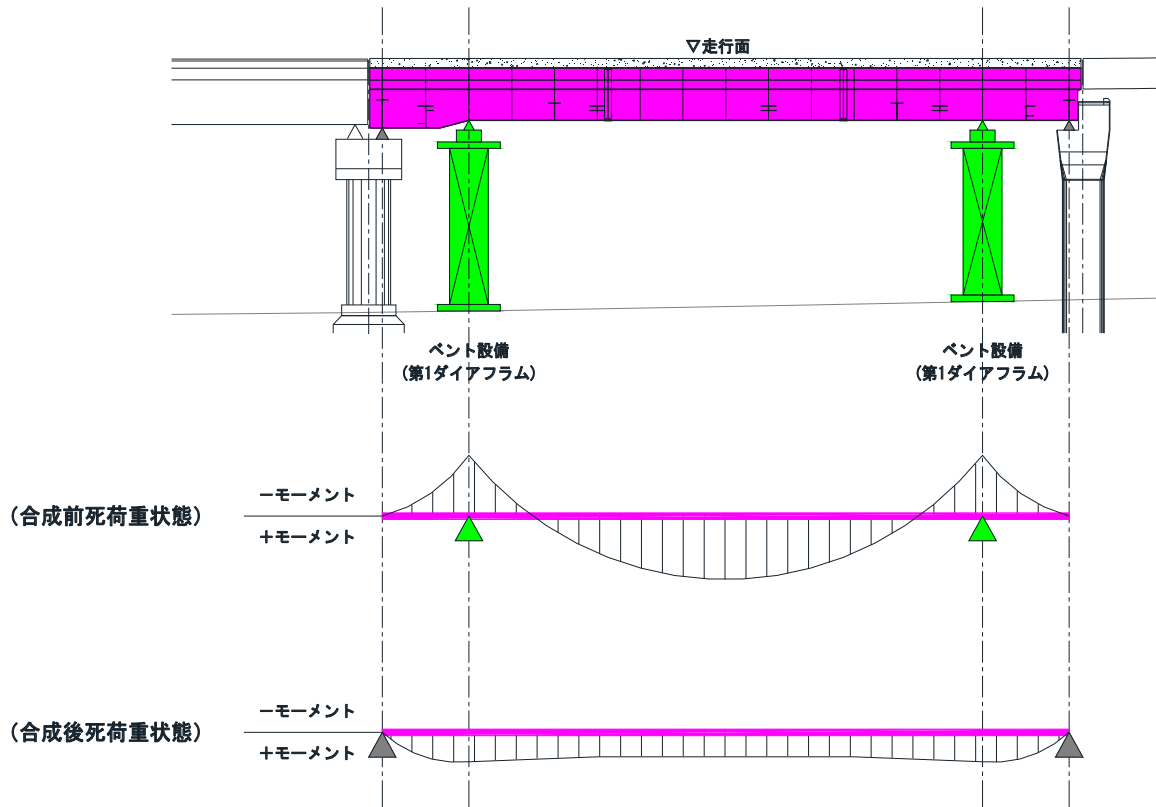 ▽走行面
ベント設備
(第1ダイアフラム)
ベント設備
(第1ダイアフラム)
(合成前死荷重状態)
−モーメント
+モーメント
(合成後死荷重状態)
−モーメント
+モーメント